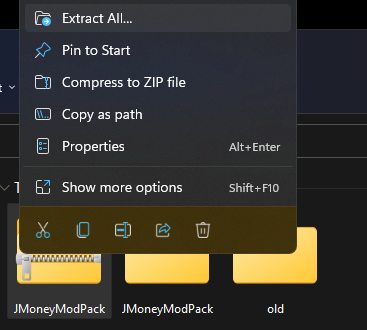 Extract All...
Pin to Start
Compress to ZIP file
Copy as path
Properties Alt+Enter
Show more options Shift+F10
JMoneyModPack JMoneyModPack old